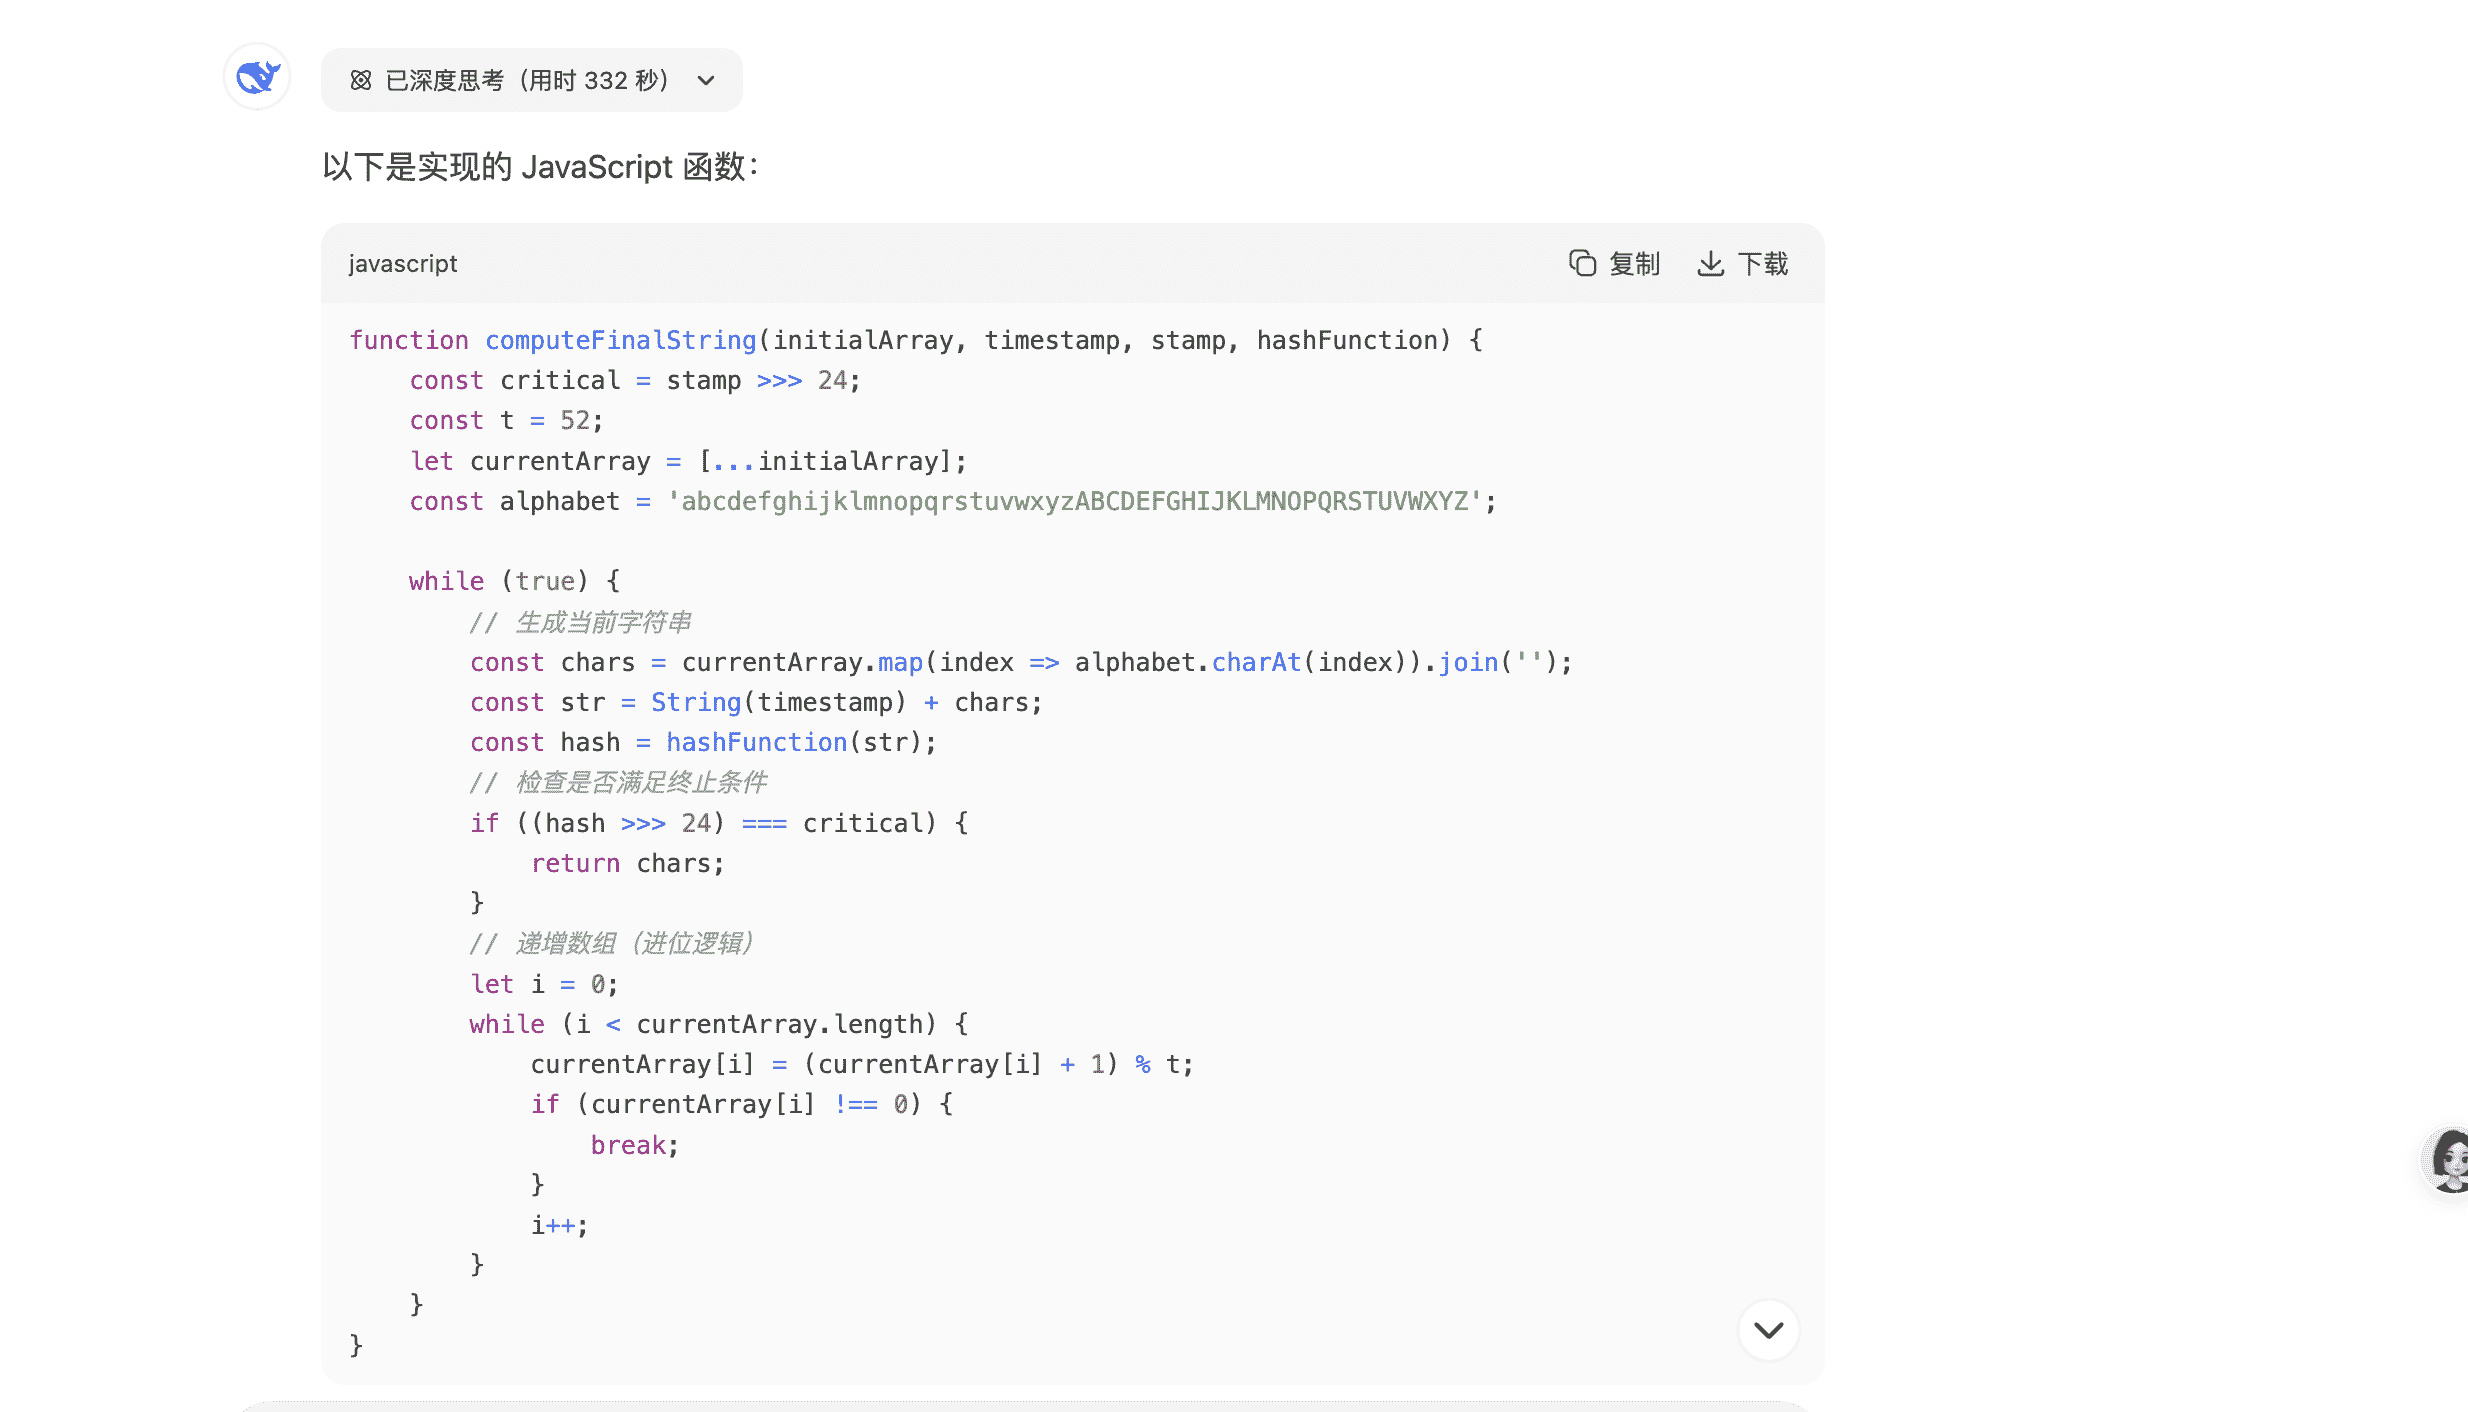 已深度思考（用时 332 秒）
以下是实现的 JavaScript 函数：
javascript 复制 下载
function computeFinalString(initialArray, timestamp, stamp, hashFunction) {
    const critical = stamp >>> 24;
    const t = 52;
    let currentArray = [...initialArray];
    const alphabet = 'abcdefghijklmnopqrstuvwxyzABCDEFGHIJKLMNOPQRSTUVWXYZ';

    while (true) {
        // 生成当前字符串
        const chars = currentArray.map(index => alphabet.charAt(index)).join('');
        const str = String(timestamp) + chars;
        const hash = hashFunction(str);
        // 检查是否满足终止条件
        if ((hash >>> 24) === critical) {
            return chars;
        }
        // 递增数组（进位逻辑）
        let i = 0;
        while (i < currentArray.length) {
            currentArray[i] = (currentArray[i] + 1) % t;
            if (currentArray[i] !== 0) {
                break;
            }
            i++;
        }
    }
}